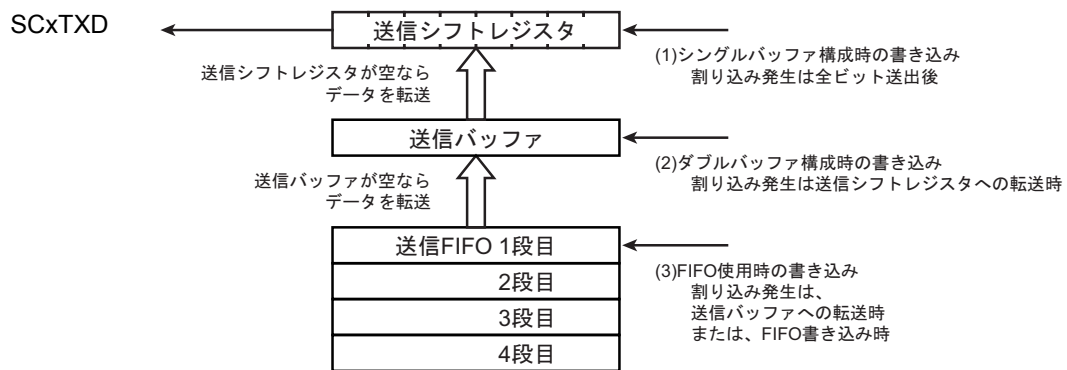 SCxTXD
送信シフトレジスタ
(1)シングルバッファ構成時の書き込み
割り込み発生は全ビット送出後
送信シフトレジスタが空なら
データを転送
送信バッファ
(2)ダブルバッファ構成時の書き込み
割り込み発生は送信シフトレジスタへの転送時
送信バッファが空なら
データを転送
送信FIFO 1段目
2段目
3段目
4段目
(3)FIFO使用時の書き込み
割り込み発生は、
送信バッファへの転送時
または、FIFO書き込み時